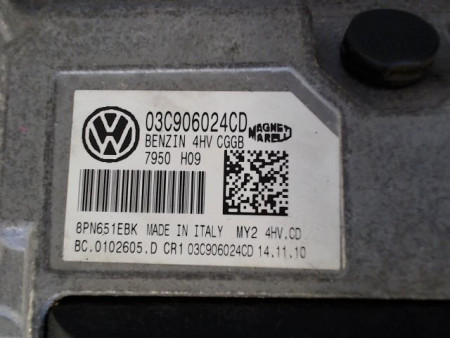 03C906024CD
MAGNETI MARELLI
BENZIN 4HV CGGB
7950 H09
8PN651EBK MADE IN ITALY MY2 4HV.CD
BC.0102605.D CR1 03C906024CD 14.11.10